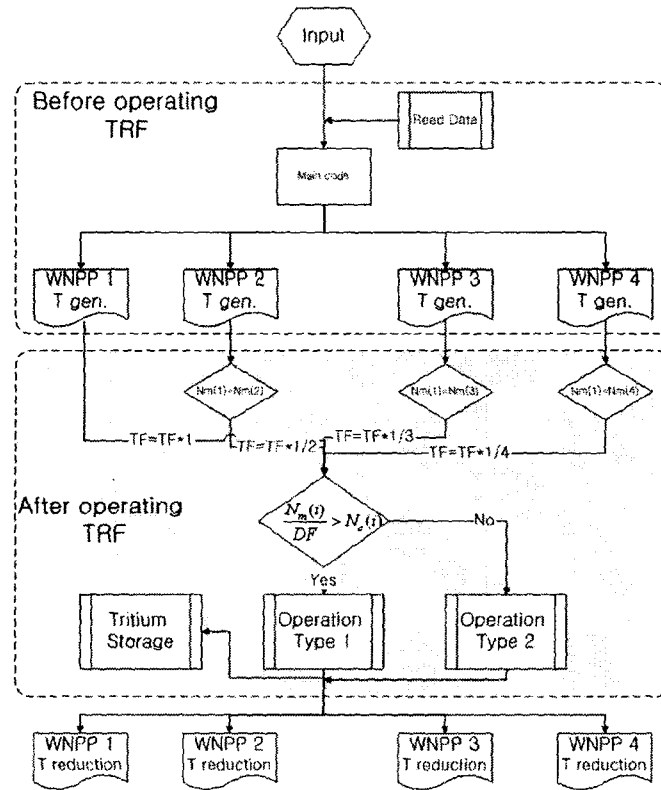 Input
Before operating
TRF
Read Data
Main code
WNPP 1
T gen.
WNPP 2
T gen.
WNPP 3
T gen.
WNPP 4
T gen.
Nm(1)=Nm(2)
Nm(1)=Nm(3)
Nm(1)=Nm(4)
TF=TF*1
TF=TF*1/2
TF=TF*1/3
TF=TF*1/4
After operating
TRF
N_m(i)/DF > N_c(i)
No
Yes
Tritium
Storage
Operation
Type 1
Operation
Type 2
WNPP 1
T reduction
WNPP 2
T reduction
WNPP 3
T reduction
WNPP 4
T reduction